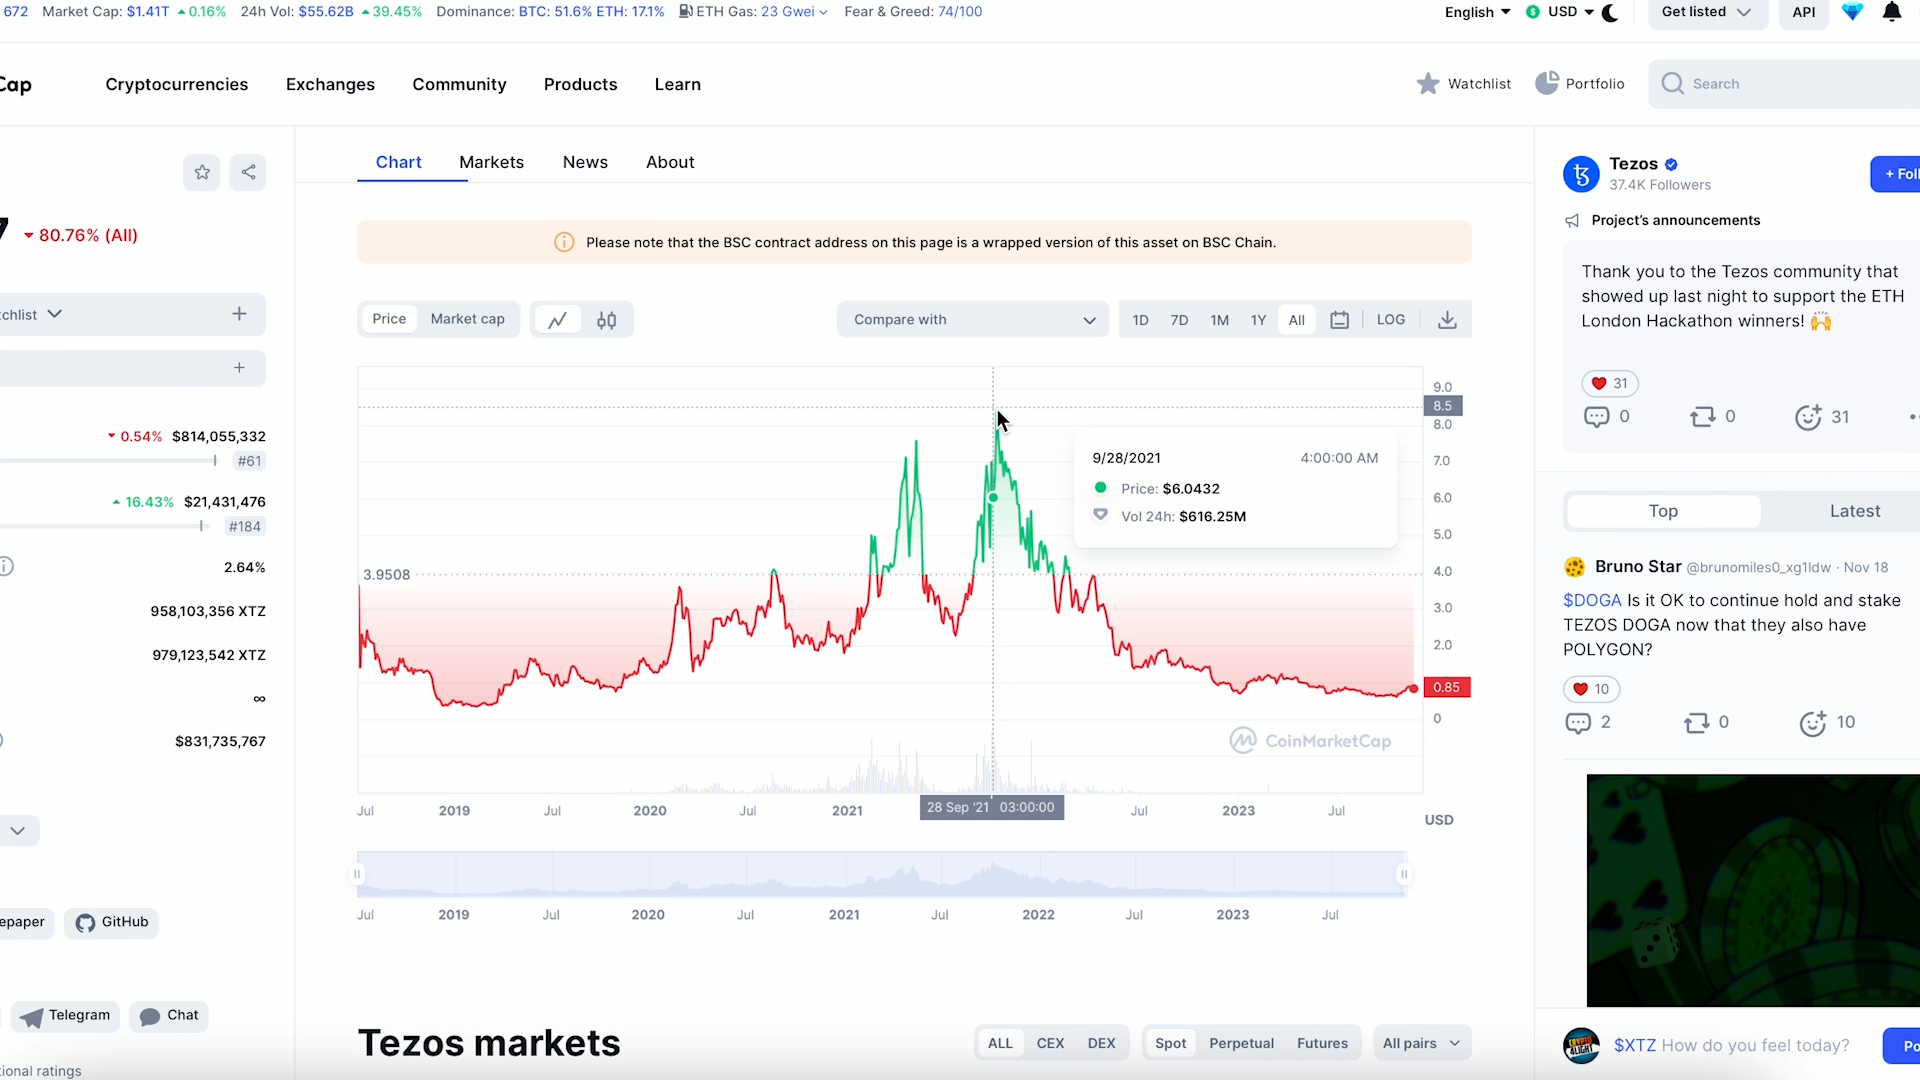 672 Market Cap: $1.41T 0.16% 24h Vol: $55.62B 39.45% Dominance: BTC: 51.6% ETH: 17.1% ETH Gas: 23 Gwei Fear & Greed: 74/100
English USD Get listed API
Cap Cryptocurrencies Exchanges Community Products Learn
Watchlist Portfolio Search
Chart Markets News About
7 80.76% (All)
Please note that the BSC contract address on this page is a wrapped version of this asset on BSC Chain.
chlist
Price Market cap
Compare with
1D 7D 1M 1Y All LOG
0.54% $814,055,332
#61
16.43% $21,431,476
#184
2.64%
958,103,356 XTZ
979,123,542 XTZ
∞
$831,735,767
epaper GitHub
Telegram Chat
ional ratings
9.0
8.5
8.0
7.0
6.0
5.0
4.0
3.0
2.0
0.85
0
3.9508
9/28/2021 4:00:00 AM
Price: $6.0432
Vol 24h: $616.25M
CoinMarketCap
Jul 2019 Jul 2020 Jul 2021 28 Sep '21 03:00:00 Jul 2023 Jul
USD
Jul 2019 Jul 2020 Jul 2021 Jul 2022 Jul 2023 Jul
Tezos markets
ALL CEX DEX Spot Perpetual Futures All pairs
Tezos
37.4K Followers
+ Foll
Project's announcements
Thank you to the Tezos community that
showed up last night to support the ETH
London Hackathon winners! 🙌
31
0 0 31
Top Latest
Bruno Star @brunomiles0_xg1ldw · Nov 18
$DOGA Is it OK to continue hold and stake
TEZOS DOGA now that they also have
POLYGON?
10
2 0 10
$XTZ How do you feel today?
Po